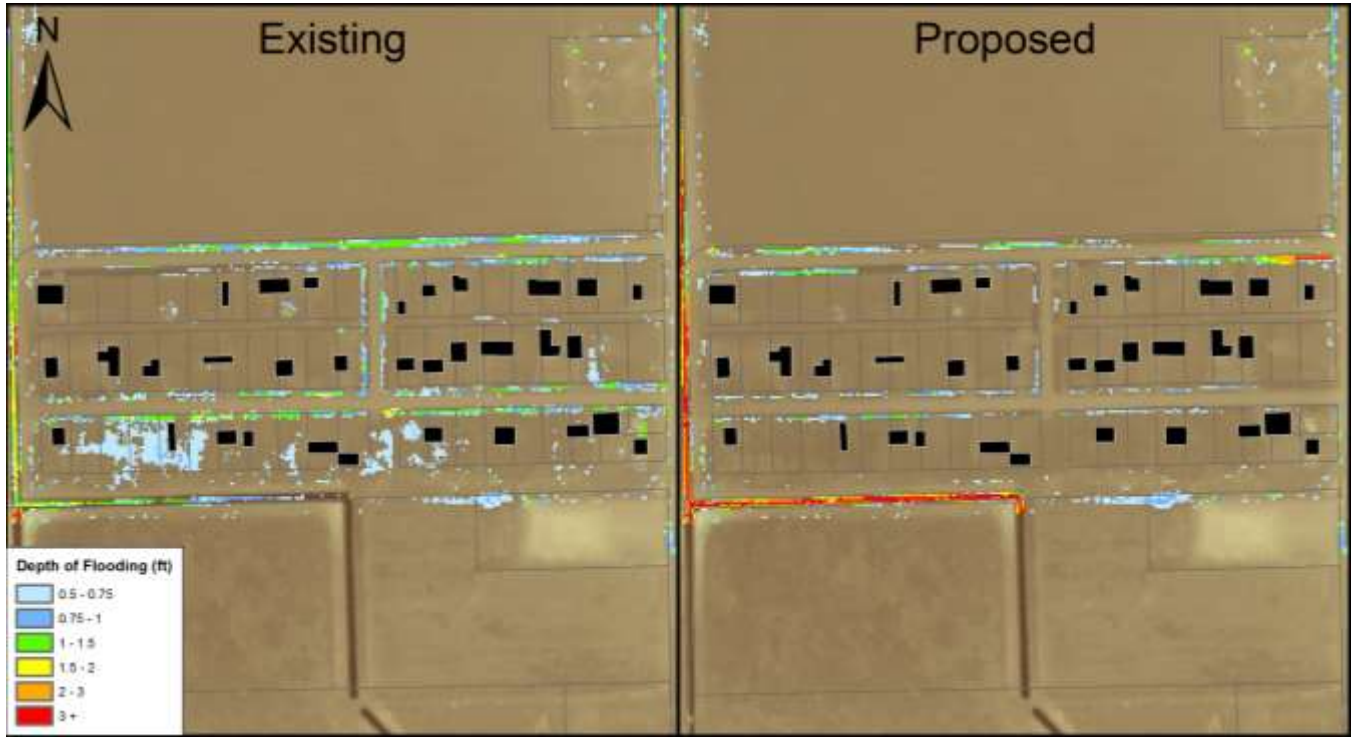 Existing
Proposed
N
Depth of Flooding (ft)
0.5 - 0.75
0.75 - 1
1 - 1.5
1.5 - 2
2 - 3
3 +